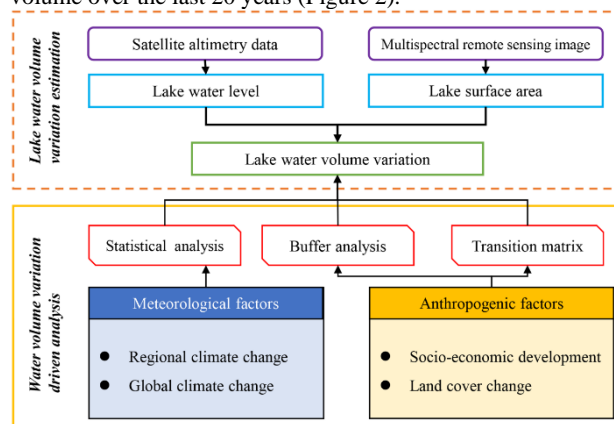 volume over the last 20 years (Figure 2).
Lake water volume
variation estimation
Satellite altimetry data
Multispectral remote sensing image
Lake water level
Lake surface area
Lake water volume variation
Water volume variation
driven analysis
Statistical analysis
Buffer analysis
Transition matrix
Meteorological factors
Anthropogenic factors
● Regional climate change
● Socio-economic development
● Global climate change
● Land cover change